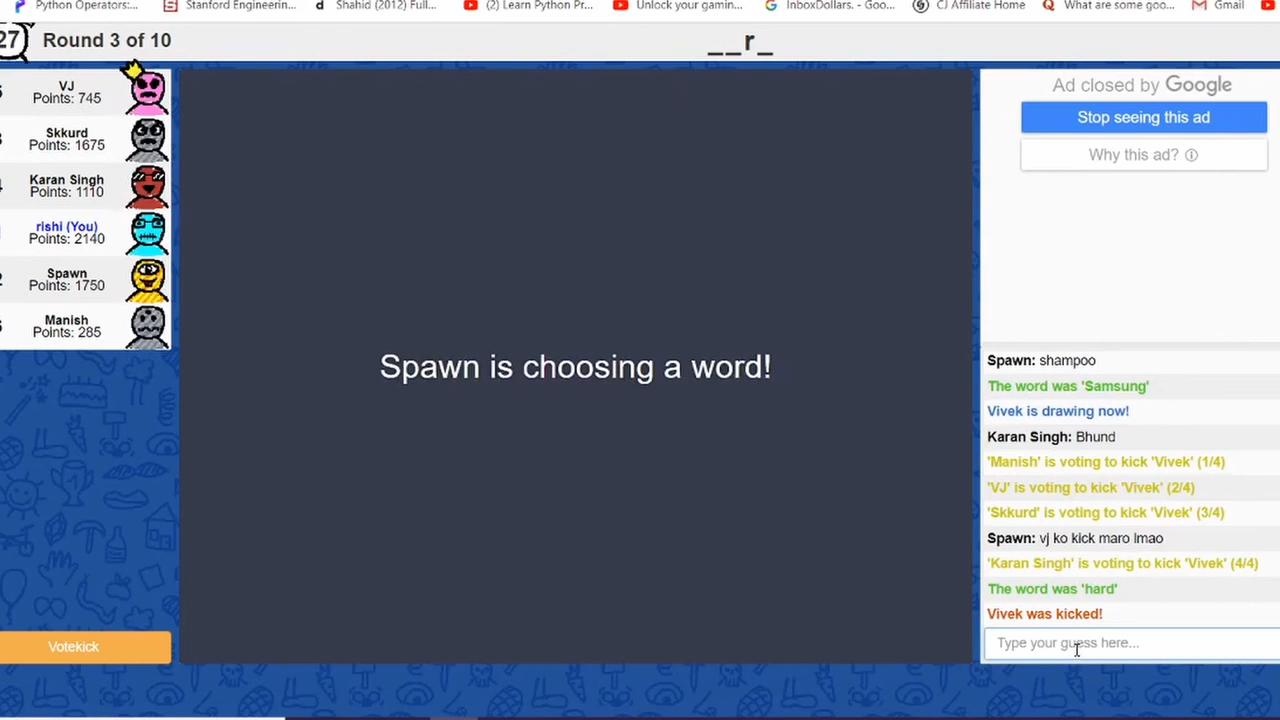 Python Operators:...
Stanford Engineerin...
Shahid (2012) Full...
(2) Learn Python Pr...
Unlock your gamin...
InboxDollars. - Goo...
CJ Affiliate Home
What are some goo...
Gmail
27
Round 3 of 10
__r_
VJ
Points: 745
Skkurd
Points: 1675
Karan Singh
Points: 1110
rishi (You)
Points: 2140
Spawn
Points: 1750
Manish
Points: 285
Votekick
Spawn is choosing a word!
Ad closed by Google
Stop seeing this ad
Why this ad?
Spawn: shampoo
The word was 'Samsung'
Vivek is drawing now!
Karan Singh: Bhund
'Manish' is voting to kick 'Vivek' (1/4)
'VJ' is voting to kick 'Vivek' (2/4)
'Skkurd' is voting to kick 'Vivek' (3/4)
Spawn: vj ko kick maro lmao
'Karan Singh' is voting to kick 'Vivek' (4/4)
The word was 'hard'
Vivek was kicked!
Type your guess here...